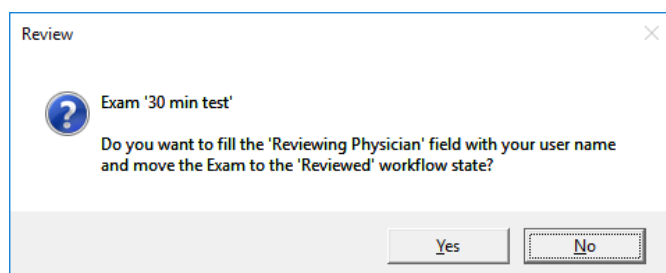 Review
Exam '30 min test'
Do you want to fill the 'Reviewing Physician' field with your user name
and move the Exam to the 'Reviewed' workflow state?
Yes
No